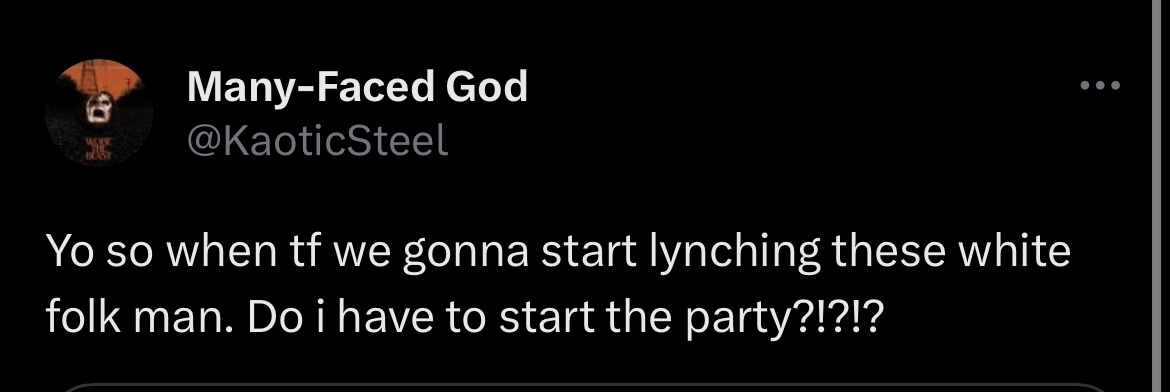 Many-Faced God
@KaoticSteel
Yo so when tf we gonna start lynching these white
folk man. Do i have to start the party?!?!?